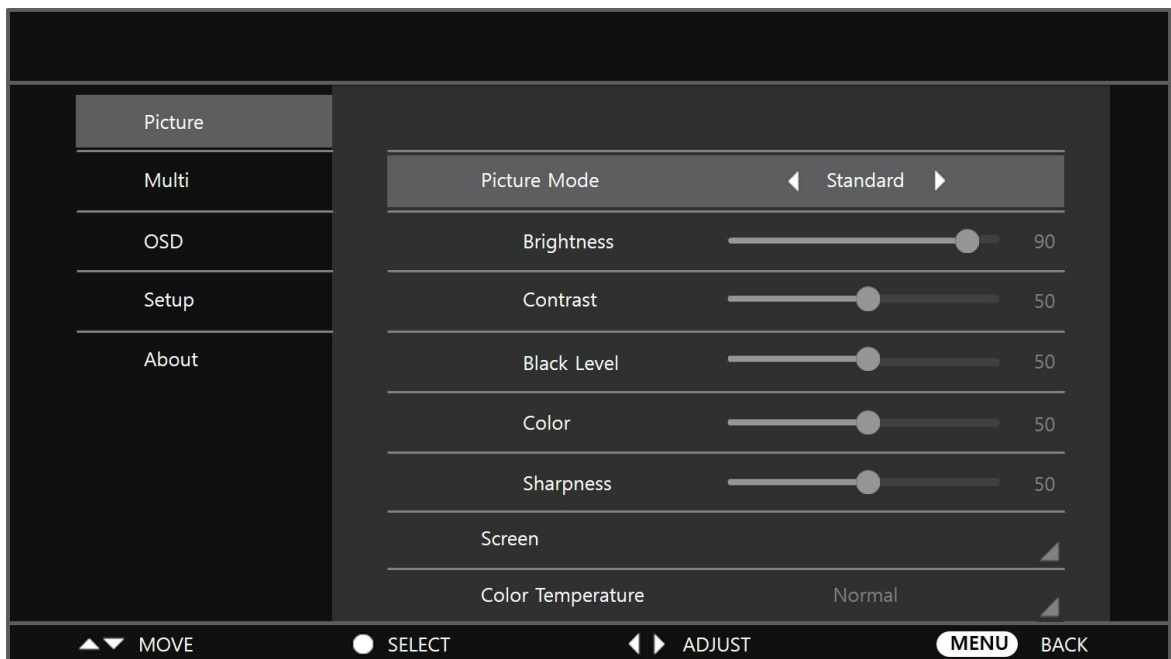 Picture
Multi
OSD
Setup
About
Picture Mode Standard
Brightness 90
Contrast 50
Black Level 50
Color 50
Sharpness 50
Screen
Color Temperature Normal
MOVE SELECT ADJUST MENU BACK